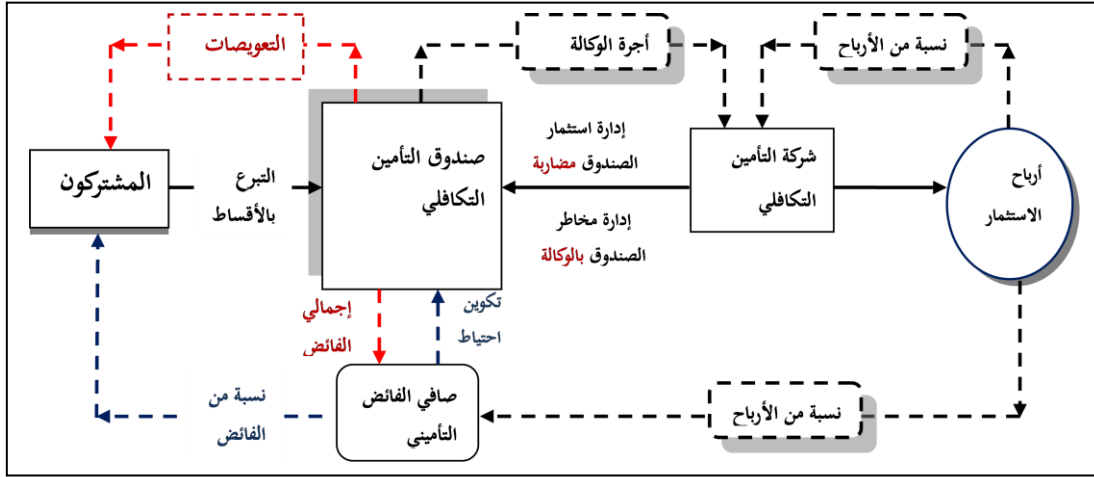 التعويضات
أجرة الوكالة
نسبة من الأرباح
المشتركون
التبرع
بالأقساط
صندوق التأمين
التكافلي
إدارة استثمار
الصندوق مضاربة
إدارة مخاطر
الصندوق بالوكالة
شركة التأمين
التكافلي
أرباح
الاستثمار
إجمالي
الفائض
تكوين
احتياط
نسبة من
الفائض
صافي الفائض
التأميني
نسبة من الأرباح